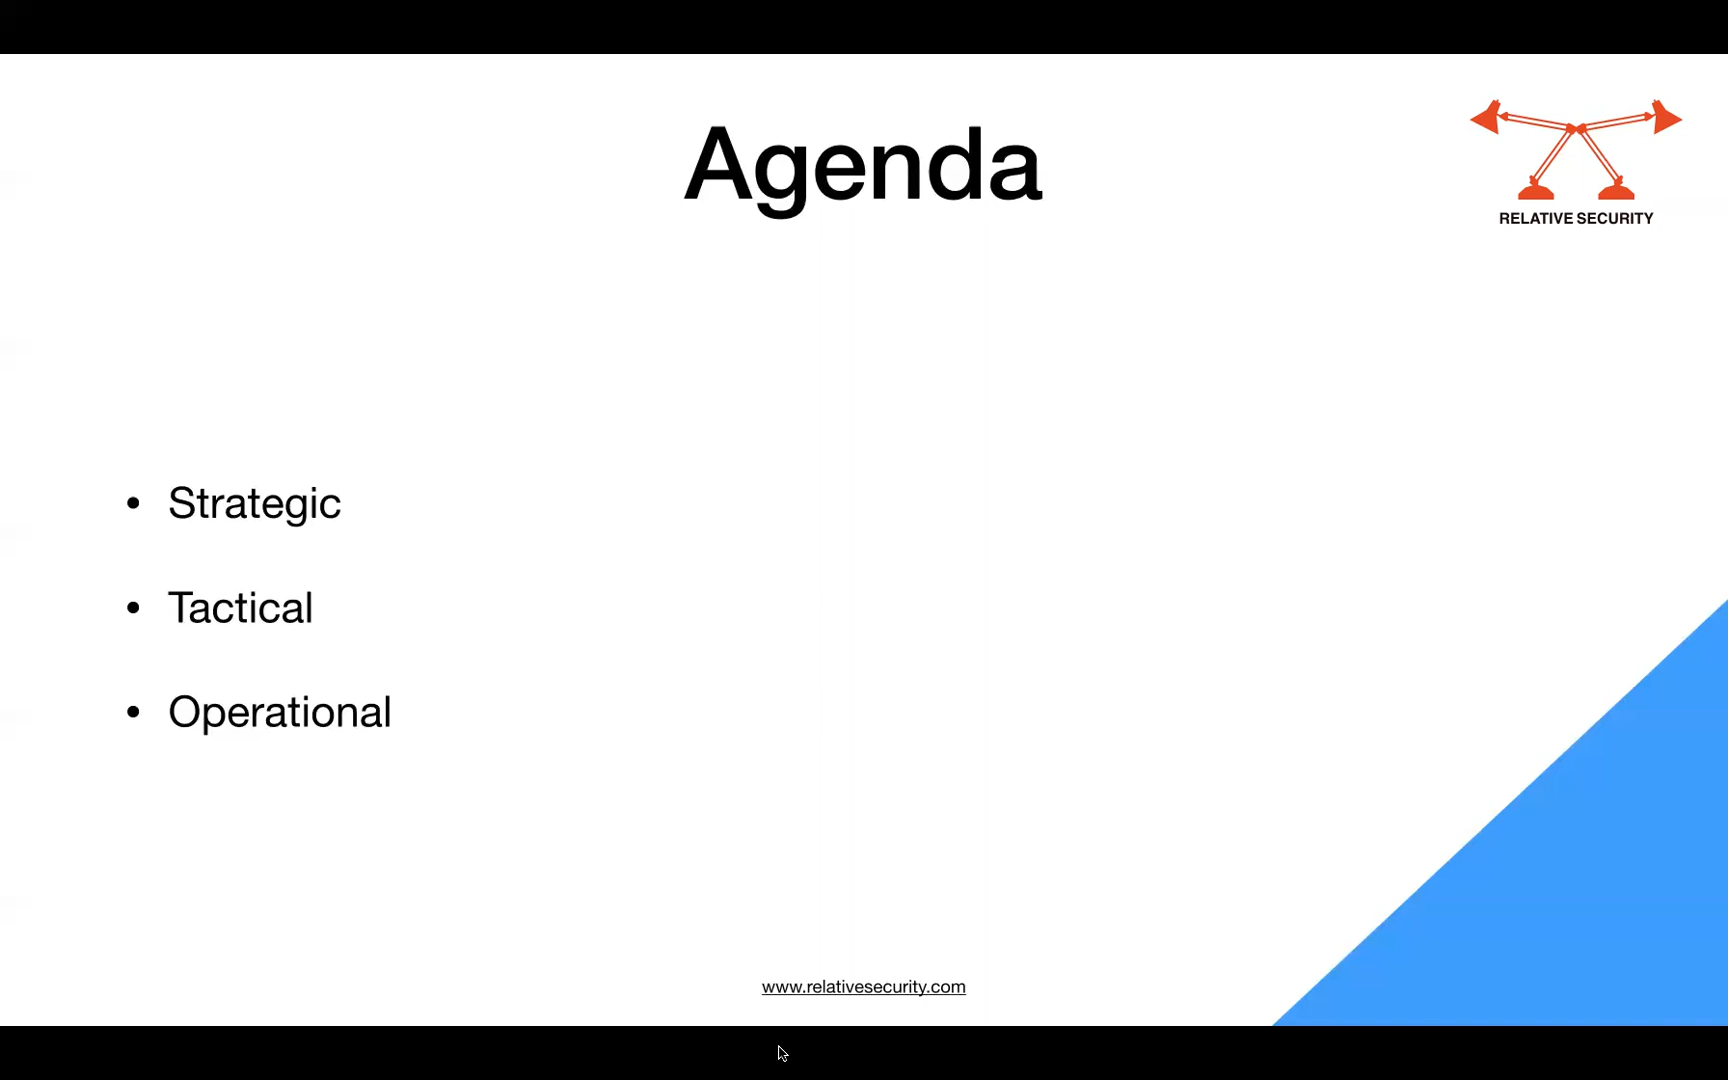 Agenda
RELATIVE SECURITY
• Strategic
• Tactical
• Operational
www.relativesecurity.com